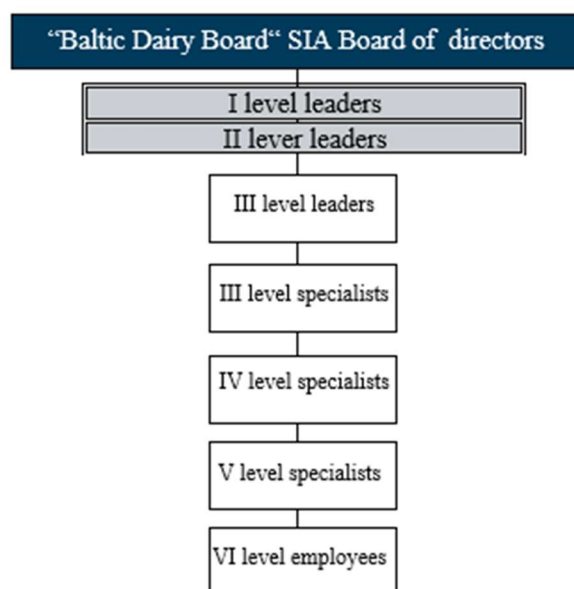 “Baltic Dairy Board“ SIA Board of directors
I level leaders
II lever leaders
III level leaders
III level specialists
IV level specialists
V level specialists
VI level employees